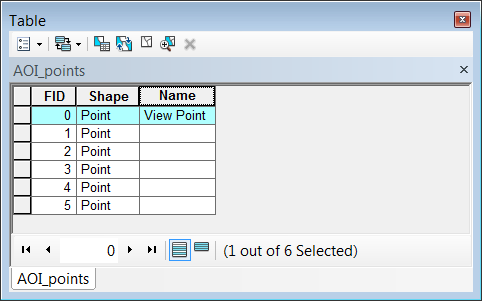 Table
AOI_points
FID Shape Name
0 Point View Point
1 Point
2 Point
3 Point
4 Point
5 Point
0 (1 out of 6 Selected)
AOI_points